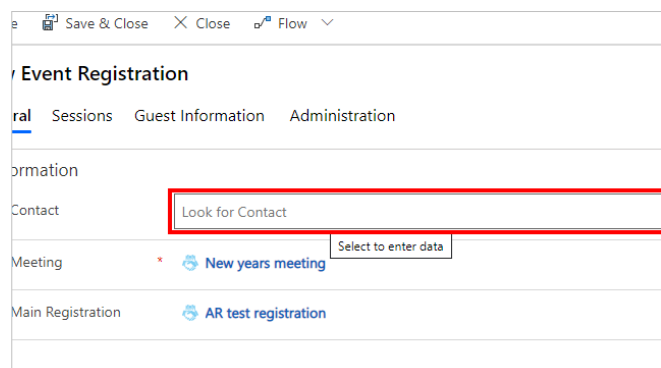 e Save & Close Close Flow
Event Registration
ral Sessions Guest Information Administration
ormation
Contact Look for Contact
Select to enter data
Meeting * New years meeting
Main Registration AR test registration